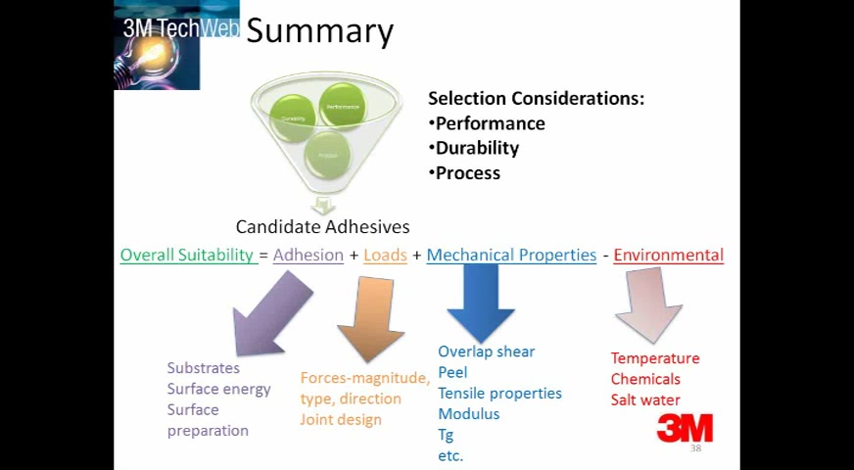 3M TechWeb
Summary
Performance
Durability
Process
Selection Considerations:
•Performance
•Durability
•Process
Candidate Adhesives
Overall Suitability = Adhesion + Loads + Mechanical Properties - Environmental
Substrates
Surface energy
Surface
preparation
Forces-magnitude,
type, direction
Joint design
Overlap shear
Peel
Tensile properties
Modulus
Tg
etc.
Temperature
Chemicals
Salt water
3M
38